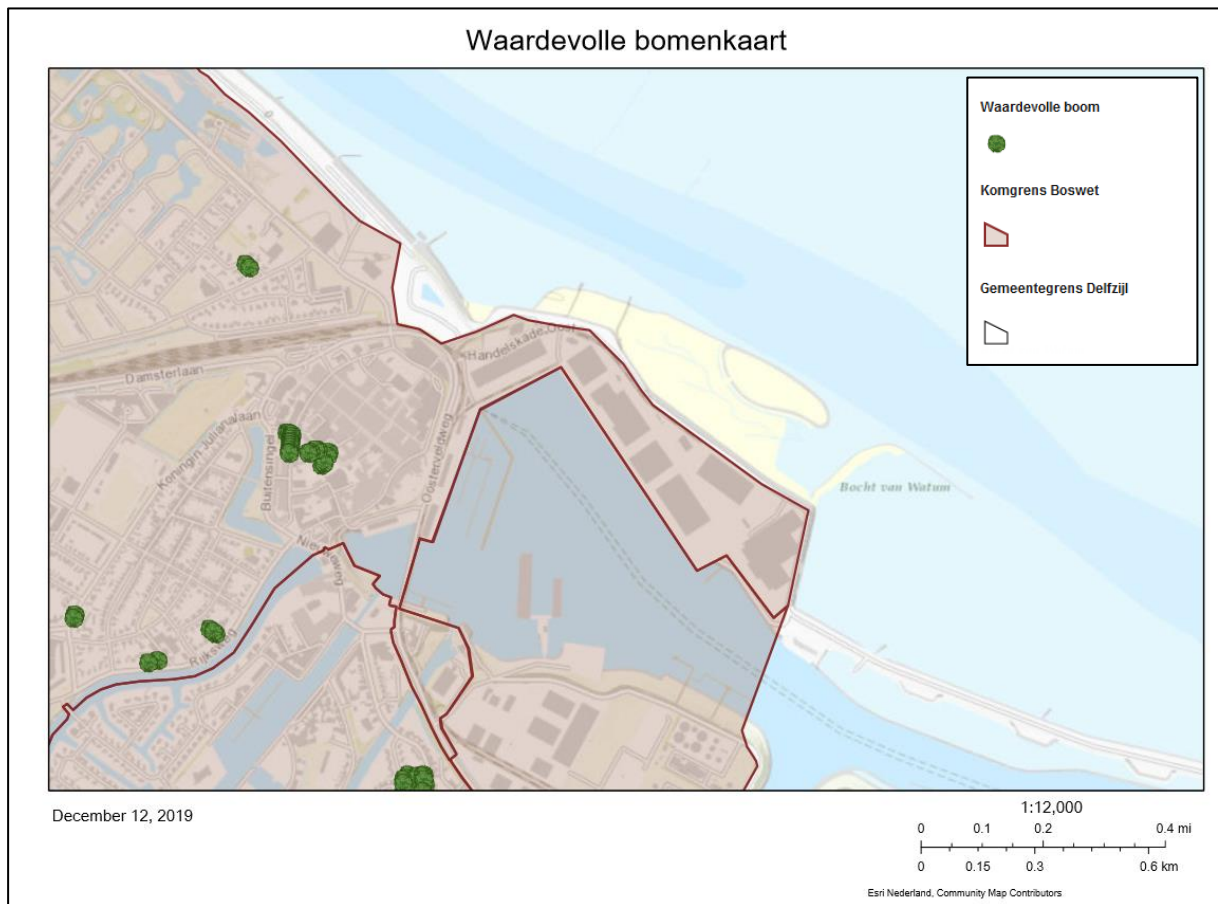 Waardevolle bomenkaart
Waardevolle boom
Komgrens Boswet
Gemeentegrens Delfzijl
Handelskade Oost
Damsterlaan
Koningin Julianalaan
Buitensingel
Oosterveldweg
Bocht van Watum
Nieuweweg
Rijksweg
December 12, 2019
1:12,000
0 0.1 0.2 0.4 mi
0 0.15 0.3 0.6 km
Esri Nederland, Community Map Contributors